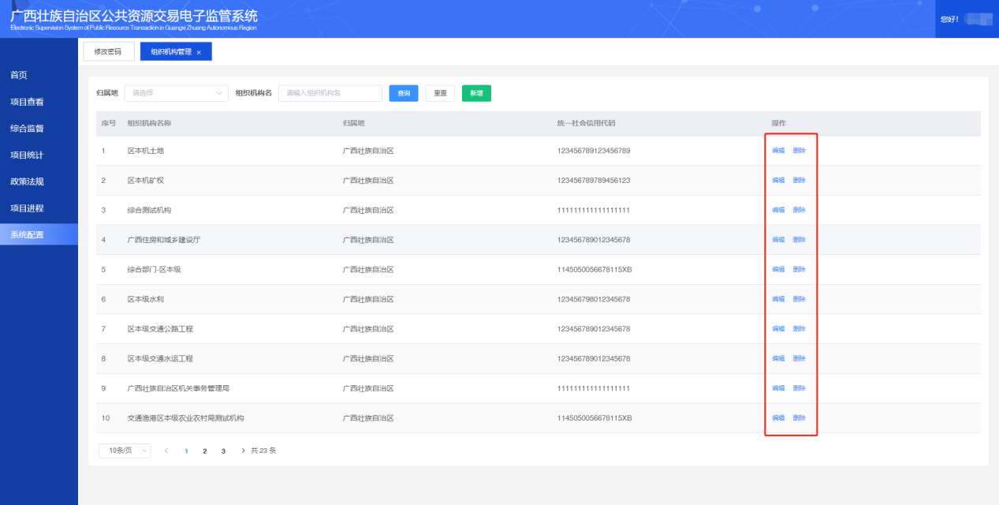 广西壮族自治区公共资源交易电子监管系统
Electronic Supervision System of Public Resource Transaction in Guangxi Zhuang Autonomous Region
您好!
修改密码 组织机构管理 ×
首页
项目查看
综合监督
项目统计
政策法规
项目进程
系统配置
归属地 请选择 组织机构名 请输入组织机构名 查询 重置 新增
序号 组织机构名称 归属地 统一社会信用代码 操作
1 区本机土地 广西壮族自治区 123456789123456789 编辑 删除
2 区本机矿权 广西壮族自治区 123456789789456123 编辑 删除
3 综合测试机构 广西壮族自治区 111111111111111111 编辑 删除
4 广西住房和城乡建设厅 广西壮族自治区 123456789012345678 编辑 删除
5 综合部门-区本级 广西壮族自治区 1145050056678115XB 编辑 删除
6 区本级水利 广西壮族自治区 123456798012345678 编辑 删除
7 区本级交通公路工程 广西壮族自治区 123456789012345678 编辑 删除
8 区本级交通水运工程 广西壮族自治区 123456789012345678 编辑 删除
9 广西壮族自治区机关事务管理局 广西壮族自治区 111111111111111111 编辑 删除
10 交通渔港区本级农业农村局测试机构 广西壮族自治区 1145050056678115XB 编辑 删除
10条/页 < 1 2 3 > 共 23 条